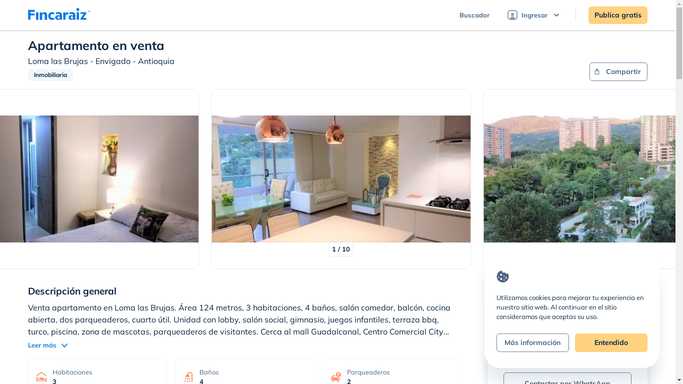 Fincaraiz
Buscador
Ingresar
Publica gratis
Apartamento en venta
Loma las Brujas - Envigado - Antioquia
Inmobiliaria
Compartir
1 / 10
Descripción general
Venta apartamento en Loma las Brujas. Área 124 metros, 3 habitaciones, 4 baños, salón comedor, balcón, cocina
abierta, dos parqueaderos, cuarto útil. Unidad con lobby, salón social, gimnasio, juegos infantiles, terraza bbq,
turco, piscina, zona de mascotas, parqueaderos de visitantes. Cerca al mall Guadalcanal, Centro Comercial City...
Leer más
Habitaciones
3
Baños
4
Parqueaderos
2
Utilizamos cookies para mejorar tu experiencia en
nuestro sitio web. Al continuar en el sitio
consideramos que aceptas su uso.
Más información
Entendido
Contactar por WhatsApp